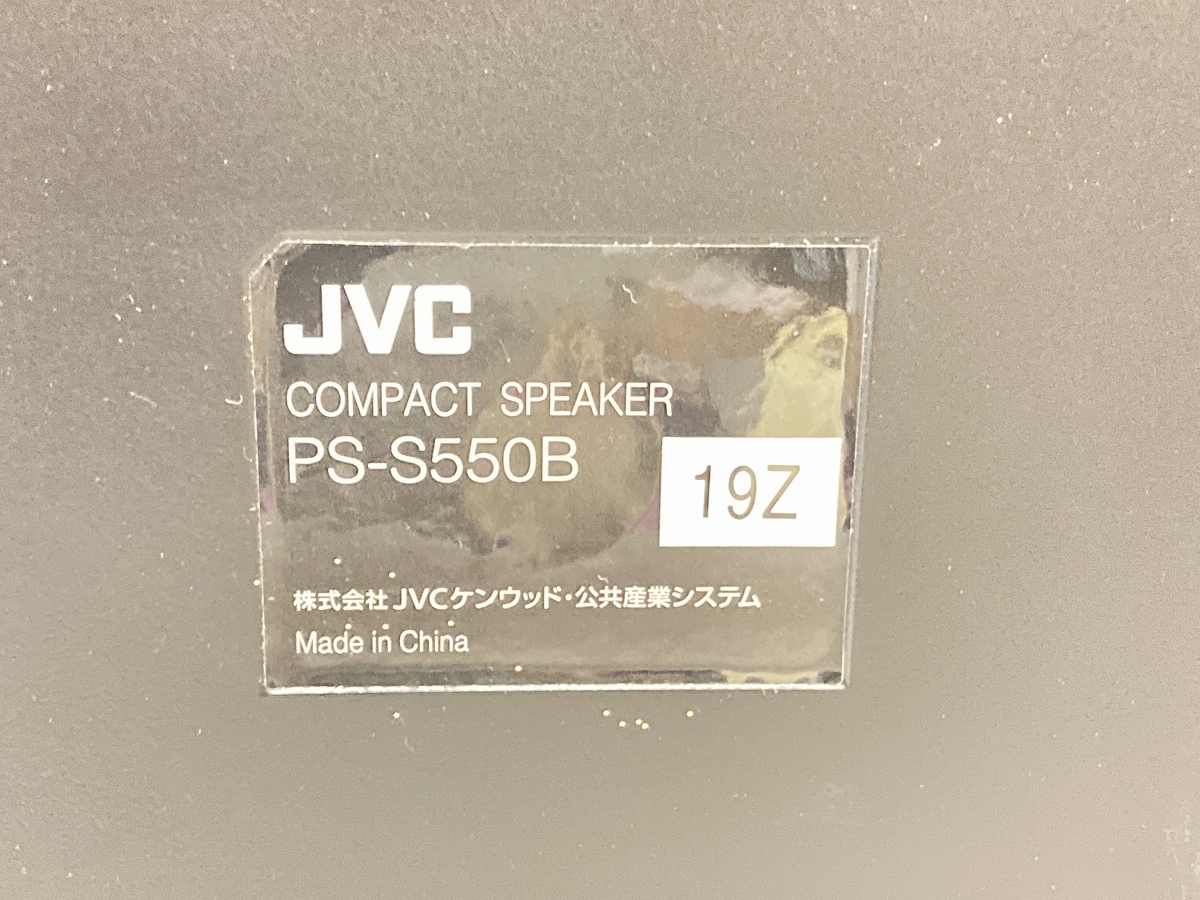 JVC
COMPACT SPEAKER
PS-S550B
19Z
株式会社 JVCケンウッド・公共産業システム
Made in China